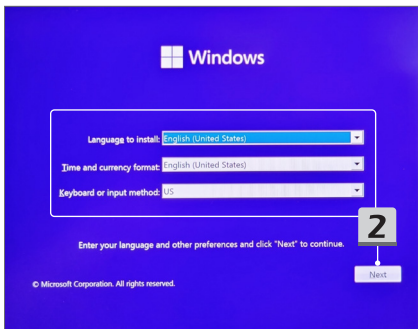 Windows
Language to install: English (United States)
Time and currency format: English (United States)
Keyboard or input method: US
2
Enter your language and other preferences and click "Next" to continue.
Next
© Microsoft Corporation. All rights reserved.